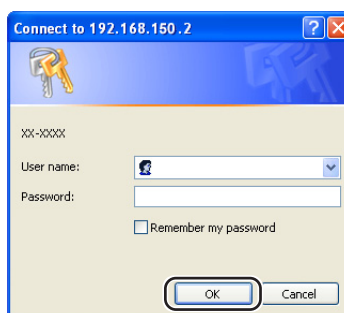 Connect to 192.168.150.2
XX-XXXX
User name:
Password:
Remember my password
OK
Cancel